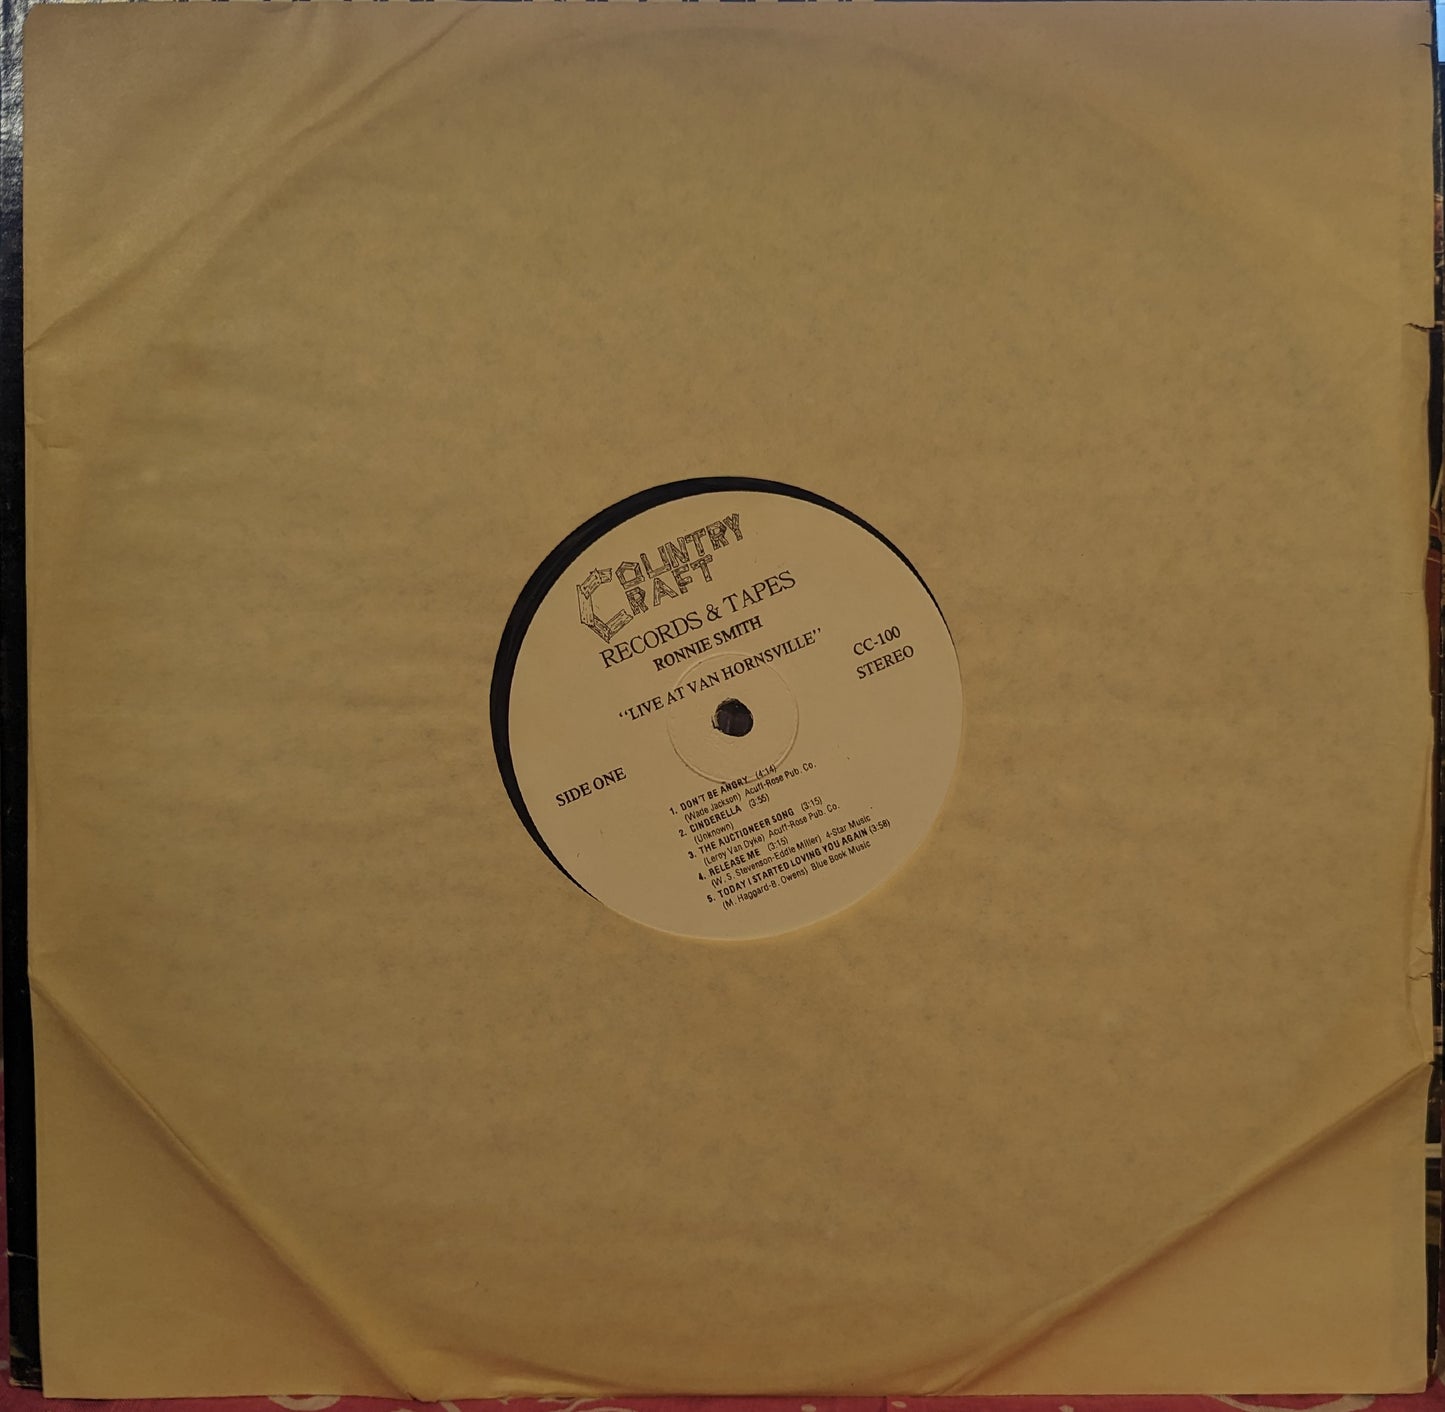 COUNTRY
CRAFT
RECORDS & TAPES
RONNIE SMITH
"LIVE AT VAN HORNSVILLE"
CC-100
STEREO
SIDE ONE
1. DON'T BE ANGRY (4:14)
(Wade Jackson) Acuff-Rose Pub. Co.
2. CINDERELLA (3:55)
(Unknown)
3. THE AUCTIONEER SONG (3:15)
(Leroy Van Dyke) Acuff-Rose Pub. Co.
4. RELEASE ME (3:15)
(W. S. Stevenson-Eddie Miller) 4-Star Music
5. TODAY I STARTED LOVING YOU AGAIN (3:58)
(M. Haggard-B. Owens) Blue Book Music